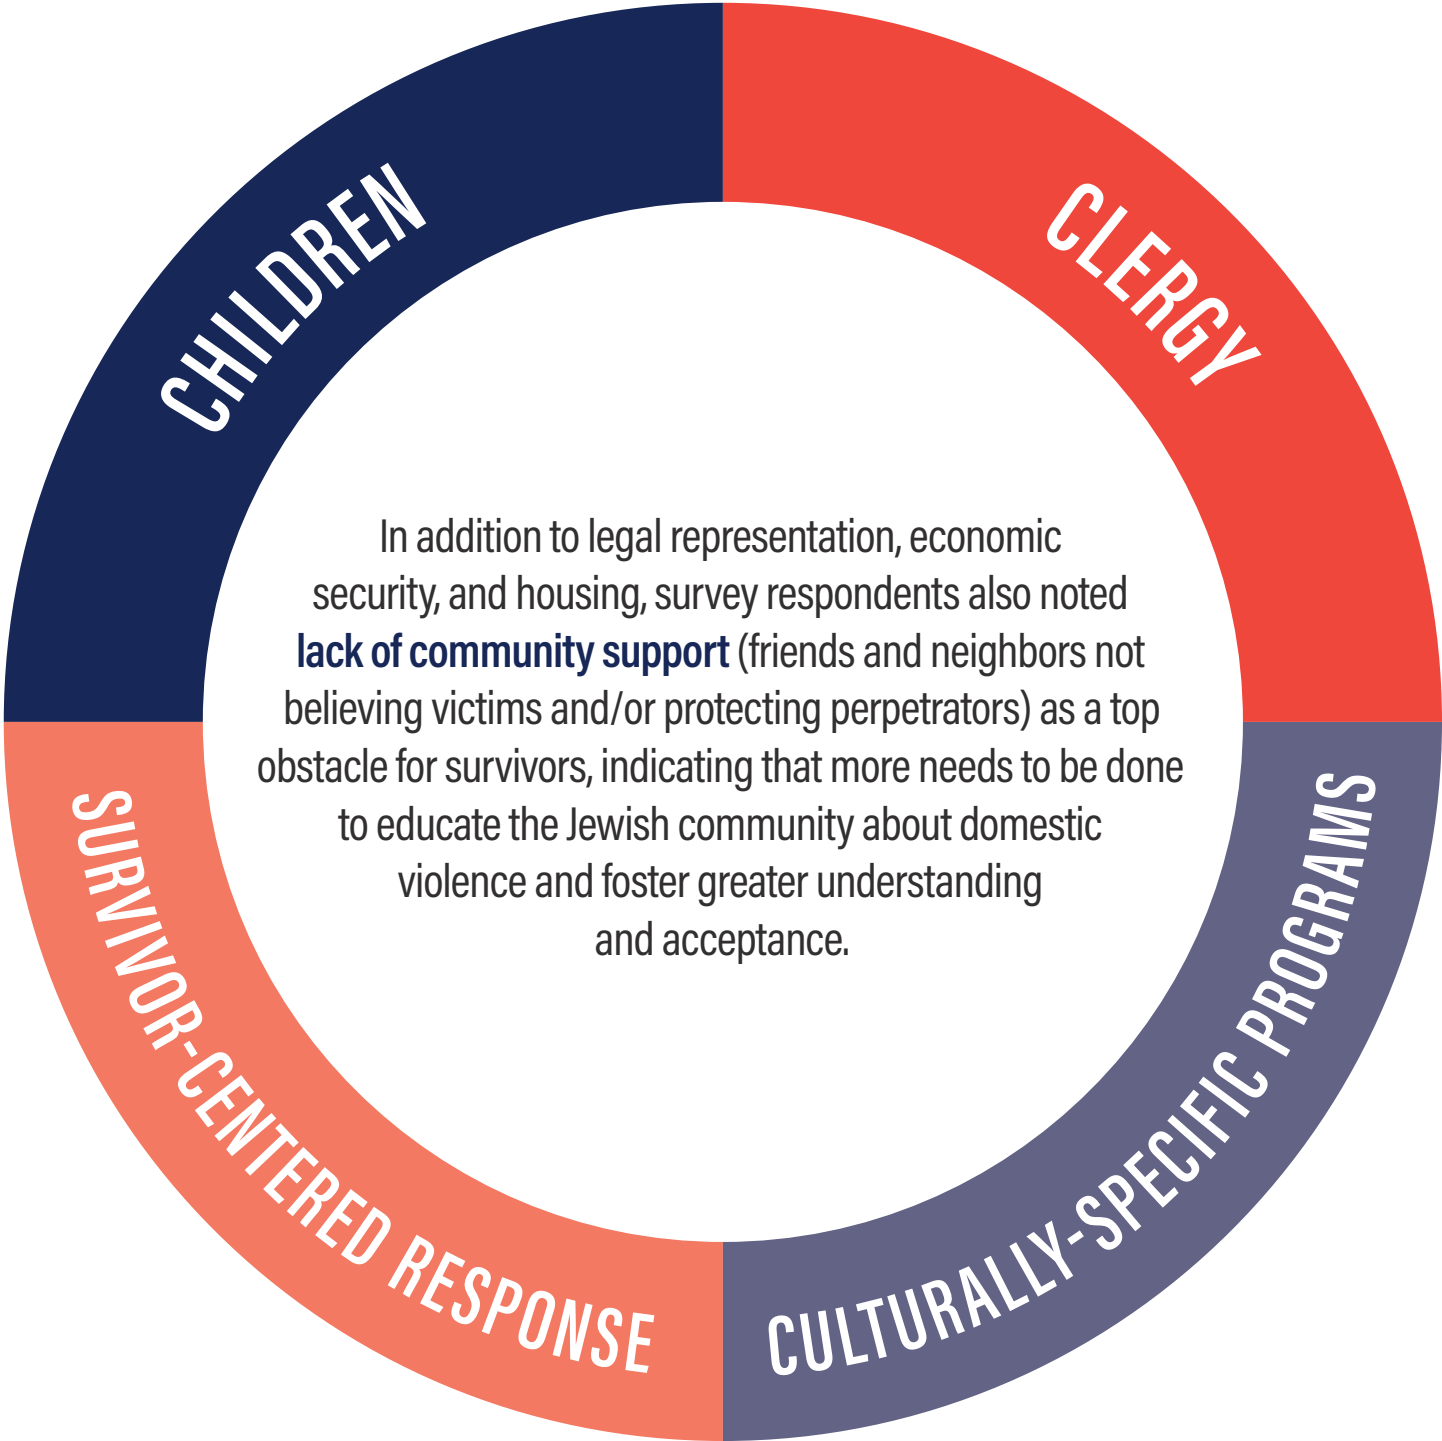 CHILDREN
CLERGY
In addition to legal representation, economic
security, and housing, survey respondents also noted
lack of community support (friends and neighbors not
believing victims and/or protecting perpetrators) as a top
obstacle for survivors, indicating that more needs to be done
to educate the Jewish community about domestic
violence and foster greater understanding
and acceptance.
SURVIVOR-CENTERED RESPONSE
CULTURALLY-SPECIFIC PROGRAMS